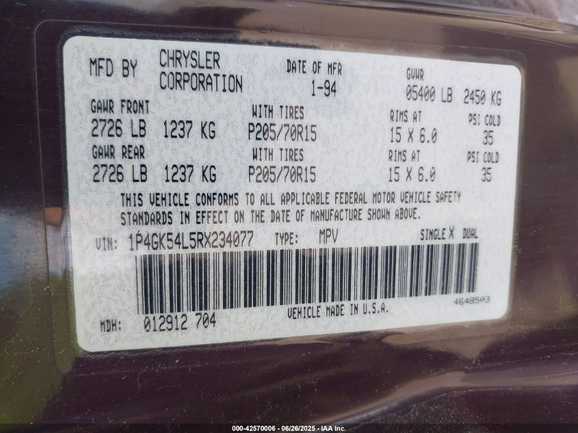 MFD BY CHRYSLER CORPORATION DATE OF MFR 1-94 GVWR 05400 LB 2450 KG
GAWR FRONT WITH TIRES RIMS AT PSI COLD
2726 LB 1237 KG P205/70R15 15 X 6.0 35
GAWR REAR WITH TIRES RIMS AT PSI COLD
2726 LB 1237 KG P205/70R15 15 X 6.0 35
THIS VEHICLE CONFORMS TO ALL APPLICABLE FEDERAL MOTOR VEHICLE SAFETY
STANDARDS IN EFFECT ON THE DATE OF MANUFACTURE SHOWN ABOVE.
VIN: 1P4GK54L5RX234077 TYPE: MPV SINGLE X DUAL
MDH: 012912 704 VEHICLE MADE IN U.S.A. 4648503
000-42570006 - 06/26/2025 - IAA Inc.